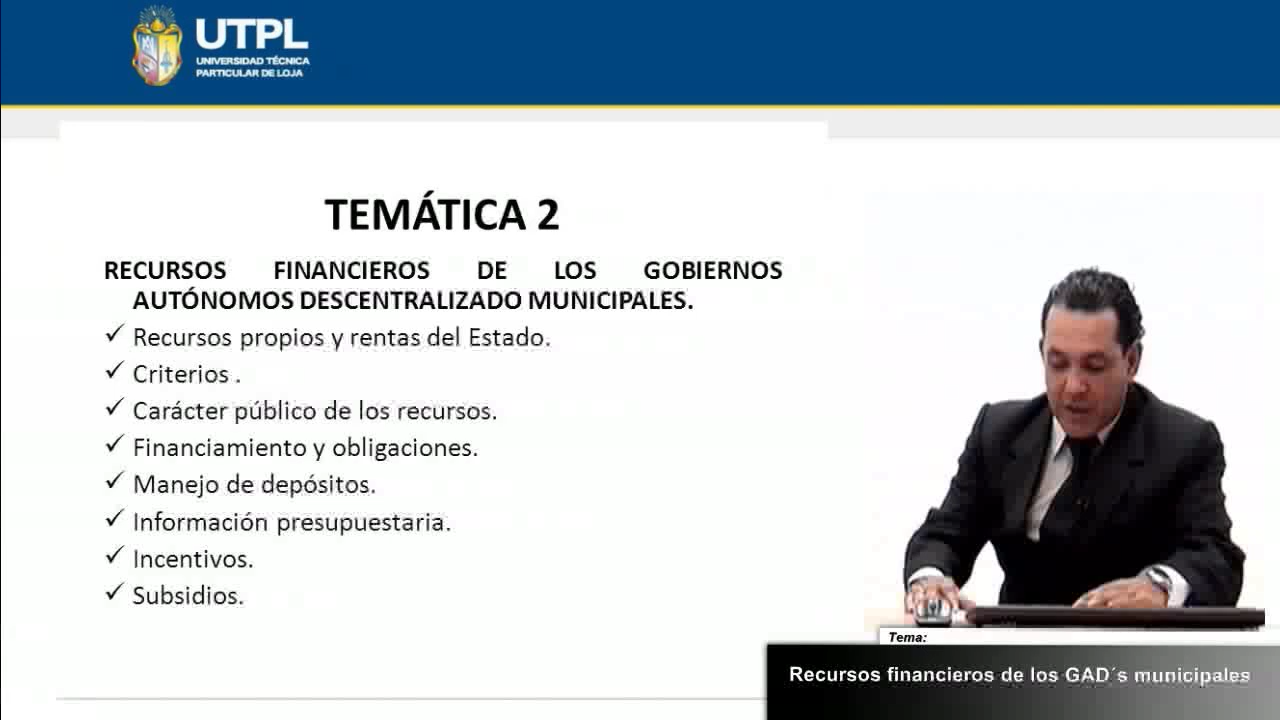 UTPL
UNIVERSIDAD TÉCNICA
PARTICULAR DE LOJA
TEMÁTICA 2
RECURSOS FINANCIEROS DE LOS GOBIERNOS
AUTÓNOMOS DESCENTRALIZADO MUNICIPALES.
✓ Recursos propios y rentas del Estado.
✓ Criterios .
✓ Carácter público de los recursos.
✓ Financiamiento y obligaciones.
✓ Manejo de depósitos.
✓ Información presupuestaria.
✓ Incentivos.
✓ Subsidios.
Tema:
Recursos financieros de los GAD´s municipales